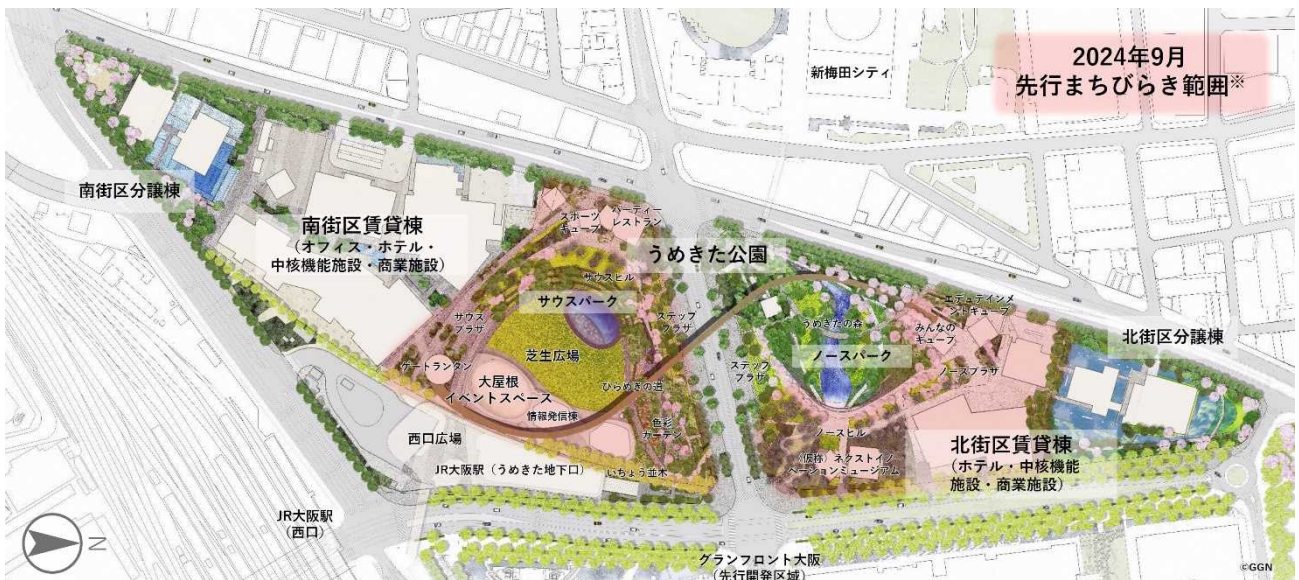 2024年9月
先行まちびらき範囲※
新梅田シティ
南街区分譲棟
南街区賃貸棟
(オフィス・ホテル・
中核機能施設・商業施設)
スポーツ
キューブ
パーティー
レストラン
うめきた公園
サウスヒル
サウスパーク
サウス
プラザ
ステップ
プラザ
芝生広場
ゲートランタン
大屋根
イベントスペース
ひらめきの道
情報発信棟
色彩
ガーデン
西口広場
JR大阪駅(うめきた地下口)
いちょう並木
JR大阪駅
(西口)
うめきたの森
ノースパーク
ステップ
プラザ
エデュテインメ
ントキューブ
みんなの
キューブ
ノースプラザ
北街区分譲棟
ノースヒル
(仮称)ネクストイノ
ベーションミュージアム
北街区賃貸棟
(ホテル・中核機能
施設・商業施設)
グランフロント大阪
(先行開発区域)
N
©GGN